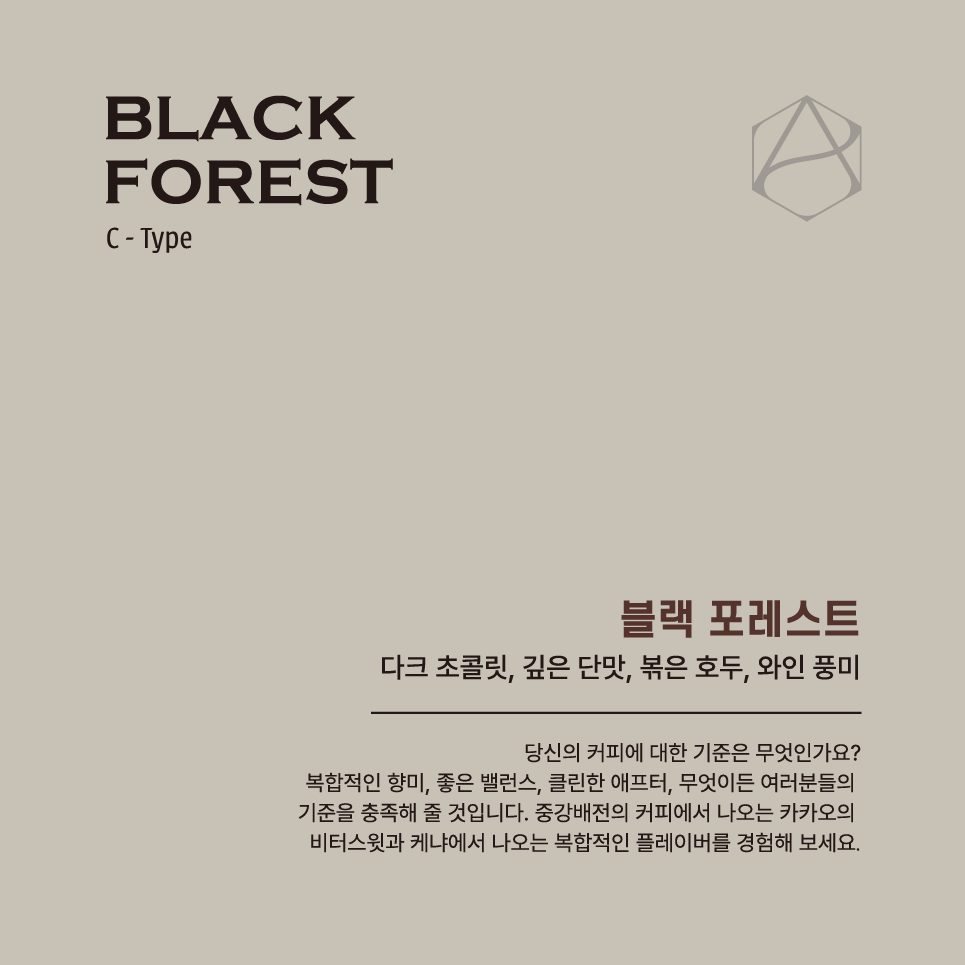 BLACK
FOREST
C - Type
블랙 포레스트
다크 초콜릿, 깊은 단맛, 볶은 호두, 와인 풍미
당신의 커피에 대한 기준은 무엇인가요?
복합적인 향미, 좋은 밸런스, 클린한 애프터, 무엇이든 여러분들의
기준을 충족해 줄 것입니다. 중강배전의 커피에서 나오는 카카오의
비터스윗과 케냐에서 나오는 복합적인 플레이버를 경험해 보세요.